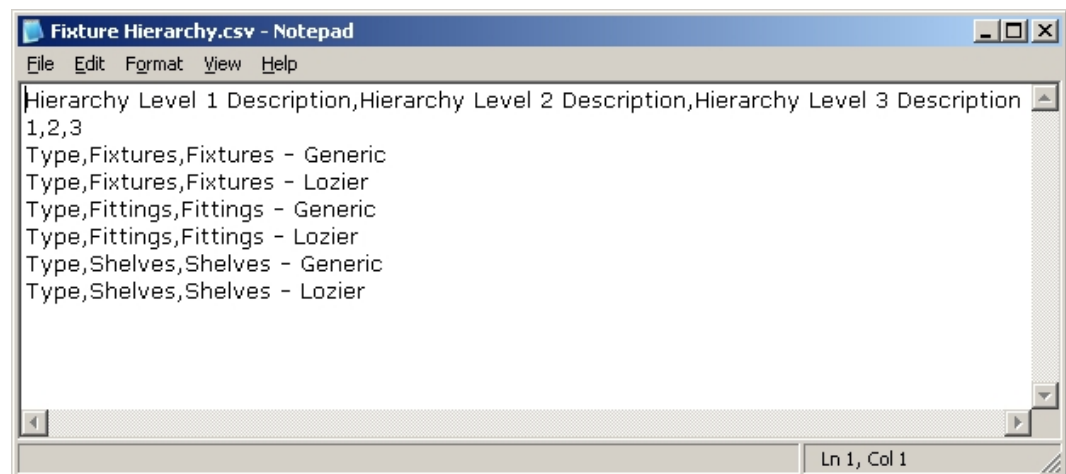 Fixture Hierarchy.csv - Notepad
File Edit Format View Help
Hierarchy Level 1 Description,Hierarchy Level 2 Description,Hierarchy Level 3 Description
1,2,3
Type,Fixtures,Fixtures - Generic
Type,Fixtures,Fixtures - Lozier
Type,Fittings,Fittings - Generic
Type,Fittings,Fittings - Lozier
Type,Shelves,Shelves - Generic
Type,Shelves,Shelves - Lozier
Ln 1, Col 1